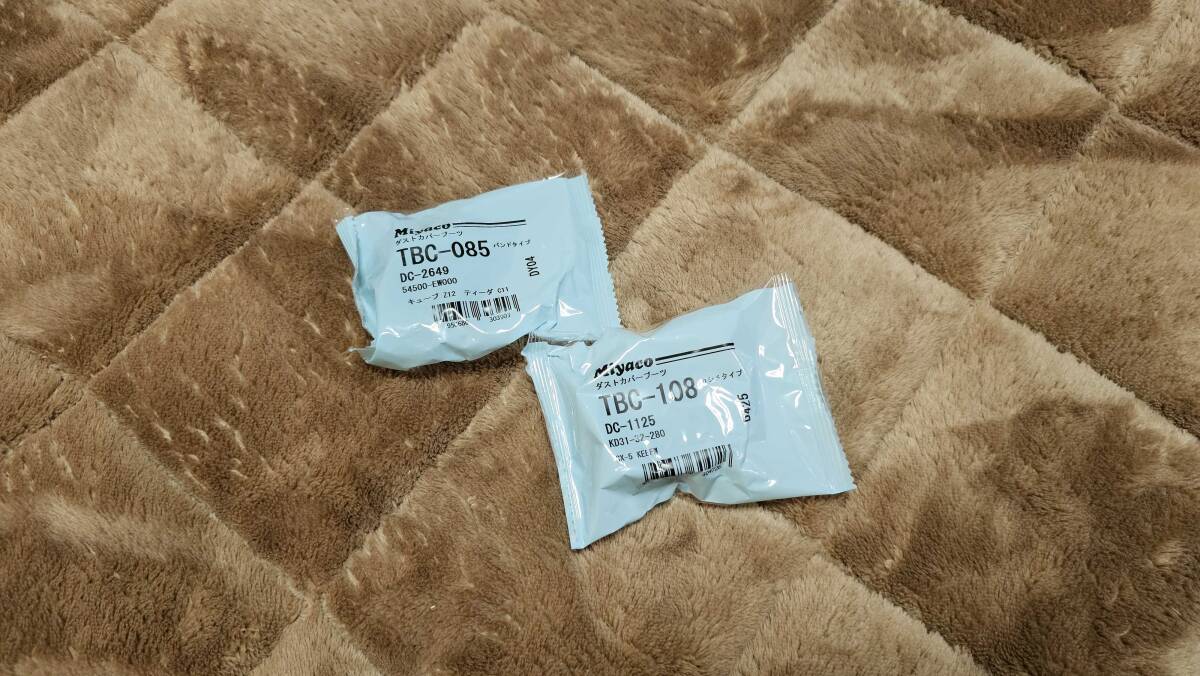 Miyaco
ダストカバーブーツ
TBC-085 バンドタイプ
DC-2649
54500-EW000
DY04
キューブ Z12 ティーダ C11
Miyaco
ダストカバーブーツ
TBC-108
DC-1125
KD31-32-280
KEEFW